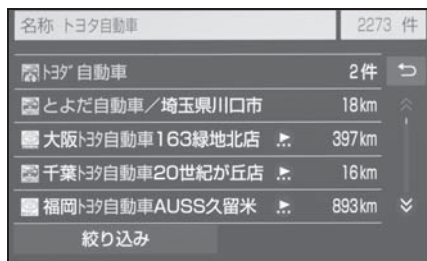 名称 トヨタ自動車 2273 件
トヨダ自動車 2件
とよだ自動車／埼玉県川口市 18km
大阪トヨタ自動車163緑地北店 397km
千葉トヨタ自動車20世紀が丘店 16km
福岡トヨタ自動車AUSS久留米 893km
絞り込み